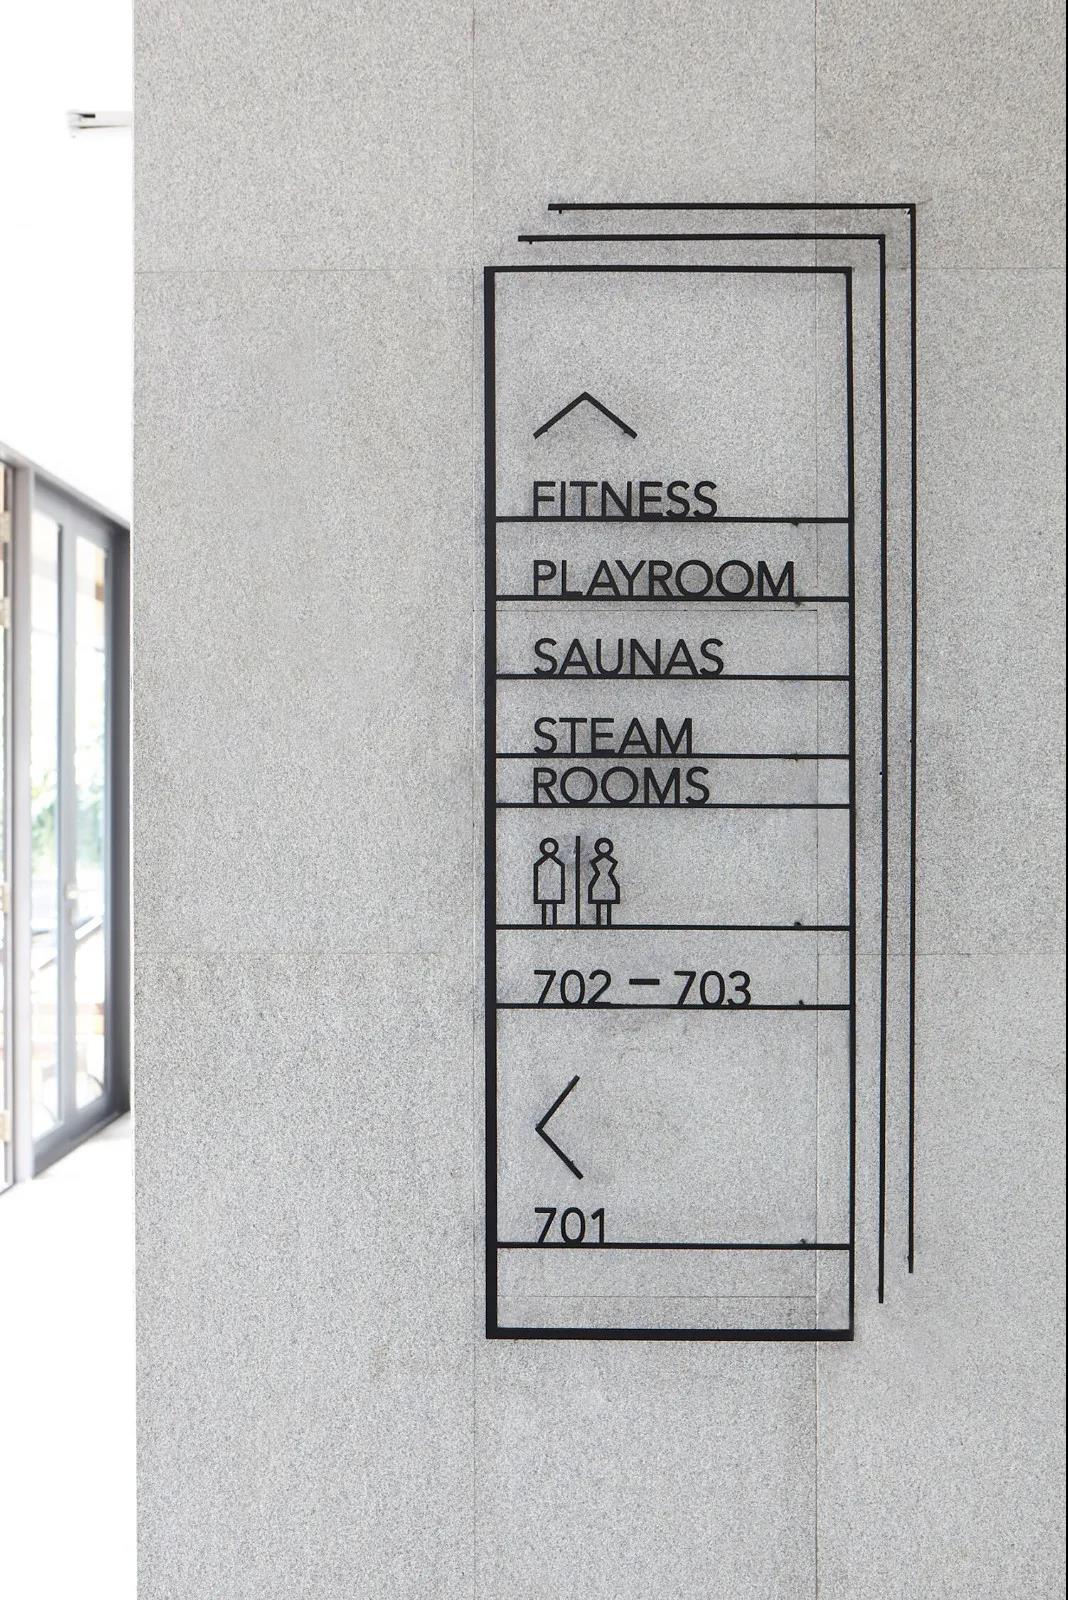 FITNESS
PLAYROOM
SAUNAS
STEAM
ROOMS
702 – 703
701